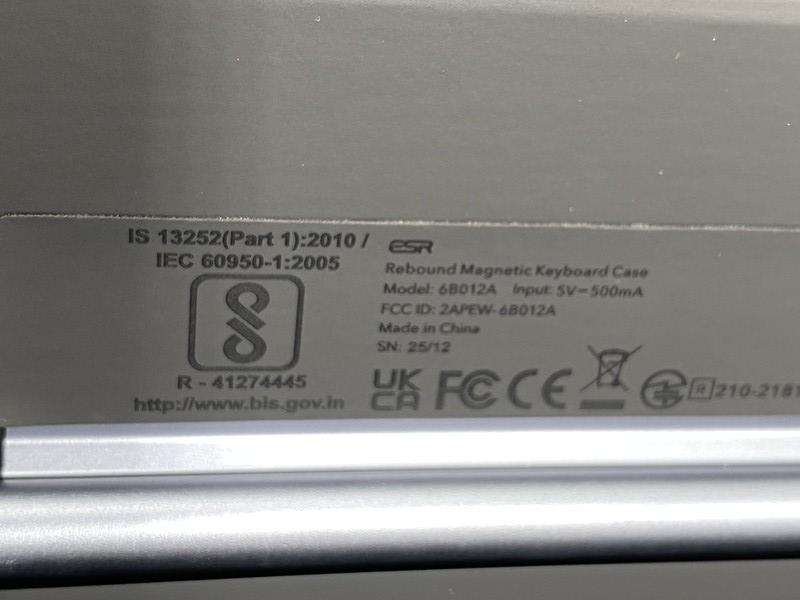 IS 13252(Part 1):2010 /
IEC 60950-1:2005
R - 41274445
http://www.bis.gov.in
ESR
Rebound Magnetic Keyboard Case
Model: 6B012A Input: 5V⎓500mA
FCC ID: 2APEW-6B012A
Made in China
SN: 25/12
UK
CA FC CE R 210-2181